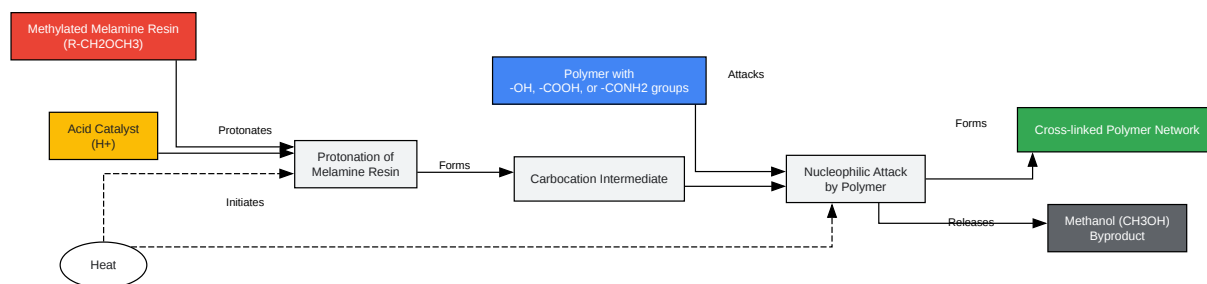 Methylated Melamine Resin
(R-CH2OCH3)
Polymer with
-OH, -COOH, or -CONH2 groups
Attacks
Acid Catalyst
(H+)
Protonates
Forms
Cross-linked Polymer Network
Protonation of
Melamine Resin
Forms
Carbocation Intermediate
Nucleophilic Attack
by Polymer
Initiates
Releases
Methanol (CH3OH)
Byproduct
Heat